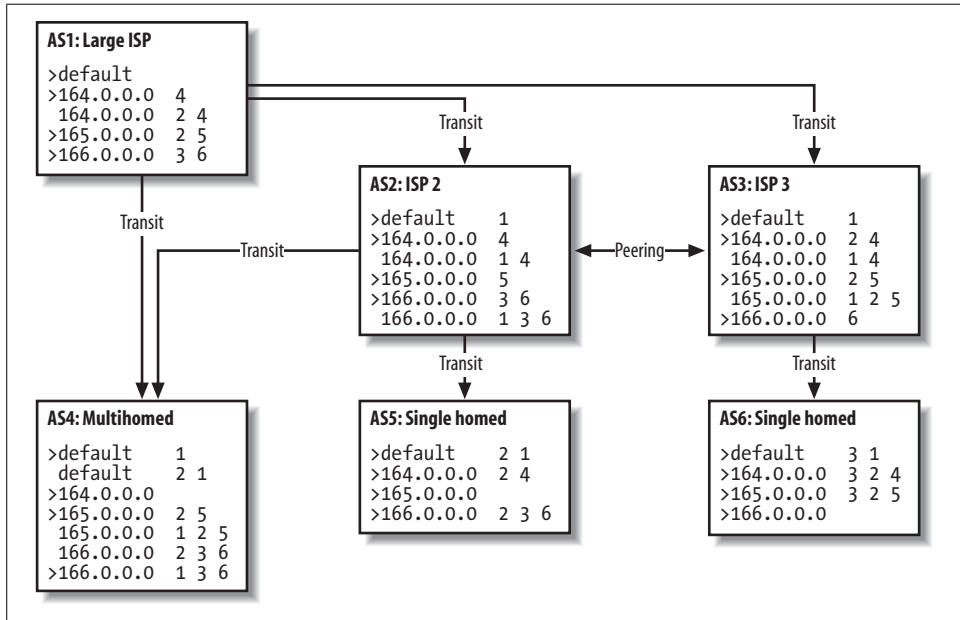 AS1: Large ISP
>default
>164.0.0.0 4
164.0.0.0 2 4
>165.0.0.0 2 5
>166.0.0.0 3 6
Transit
Transit
Transit
AS2: ISP 2
>default 1
>164.0.0.0 4
164.0.0.0 1 4
>165.0.0.0 5
>166.0.0.0 3 6
166.0.0.0 1 3 6
AS3: ISP 3
>default 1
>164.0.0.0 2 4
164.0.0.0 1 4
>165.0.0.0 2 5
165.0.0.0 1 2 5
>166.0.0.0 6
Transit
Peering
Transit
Transit
AS4: Multihomed
>default 1
default 2 1
>164.0.0.0
>165.0.0.0 2 5
165.0.0.0 1 2 5
166.0.0.0 2 3 6
>166.0.0.0 1 3 6
AS5: Single homed
>default 2 1
>164.0.0.0 2 4
>165.0.0.0
>166.0.0.0 2 3 6
AS6: Single homed
>default 3 1
>164.0.0.0 3 2 4
>165.0.0.0 3 2 5
>166.0.0.0